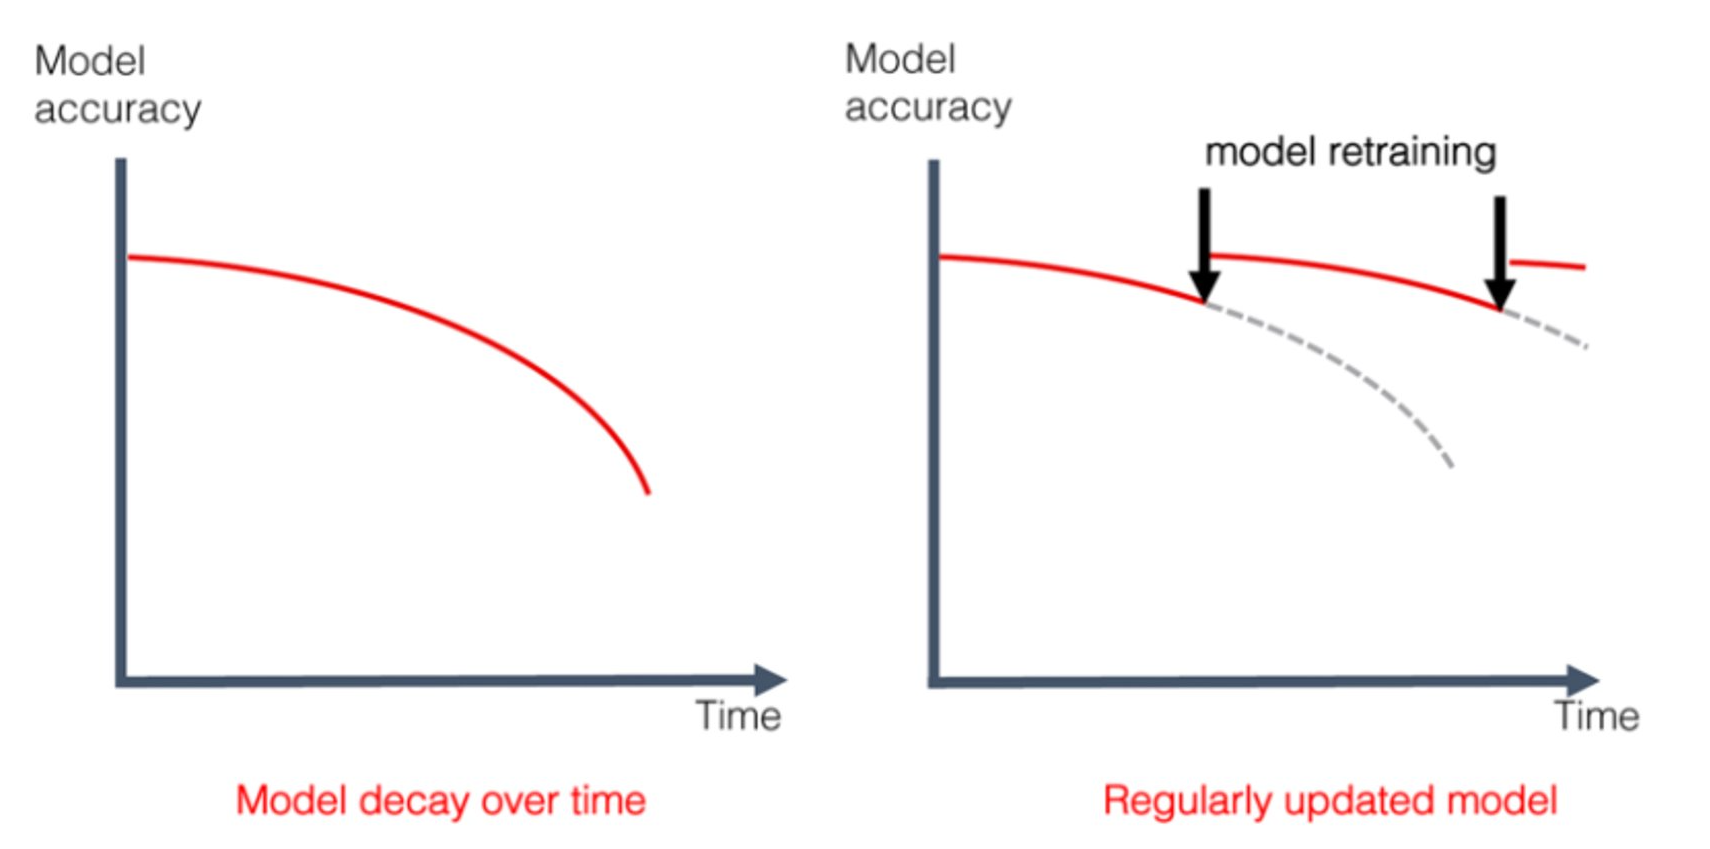 Model
accuracy
Time
Model decay over time
Model
accuracy
model retraining
Time
Regularly updated model